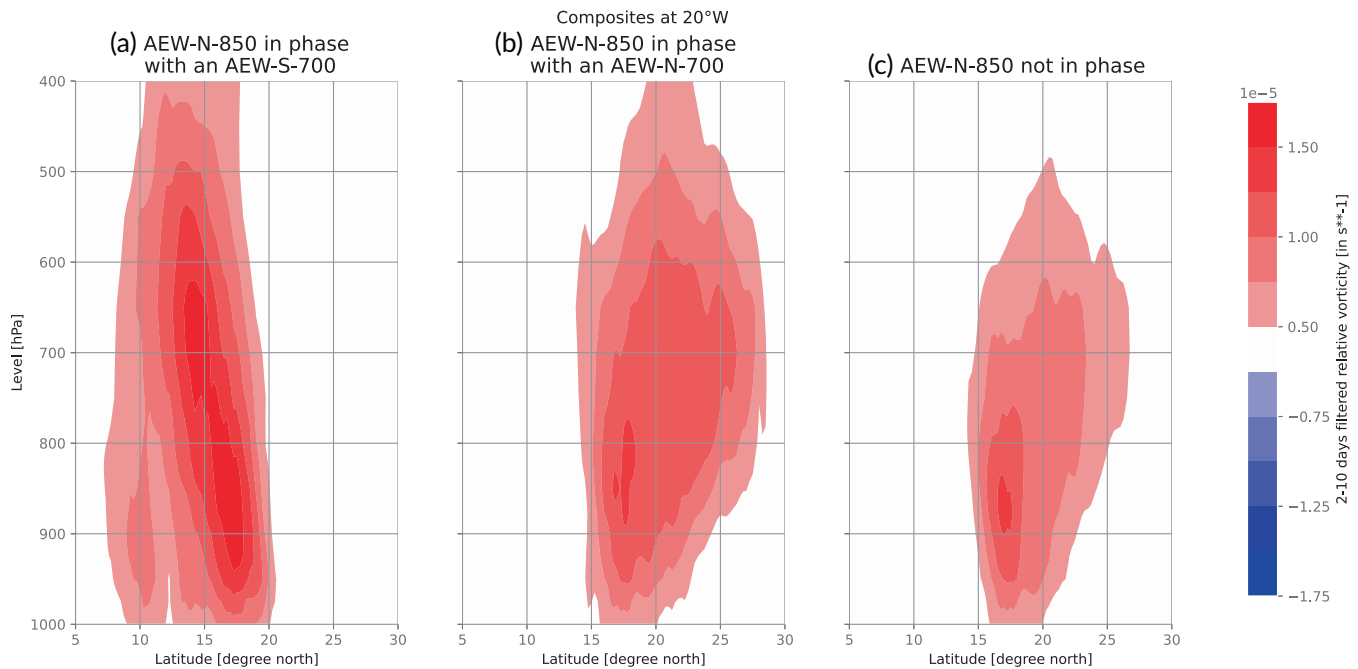 Composites at 20°W
(a) AEW-N-850 in phase
with an AEW-S-700
(b) AEW-N-850 in phase
with an AEW-N-700
(c) AEW-N-850 not in phase
400
500
600
700
800
900
1000
Level [hPa]
5 10 15 20 25 30
Latitude [degree north]
5 10 15 20 25 30
Latitude [degree north]
5 10 15 20 25 30
Latitude [degree north]
1e−5
1.50
1.00
0.50
−0.75
−1.25
−1.75
2-10 days filtered relative vorticity [in s**-1]